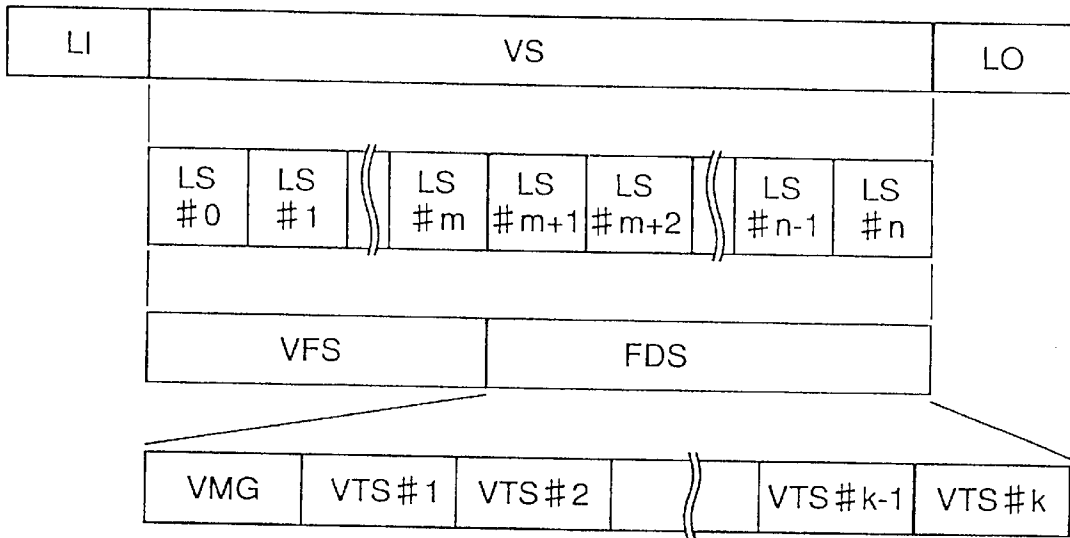 LI VS LO
LS LS LS LS LS LS LS
#0 #1 #m #m+1 #m+2 #n-1 #n
VFS FDS
VMG VTS#1 VTS#2 VTS#k-1 VTS#k